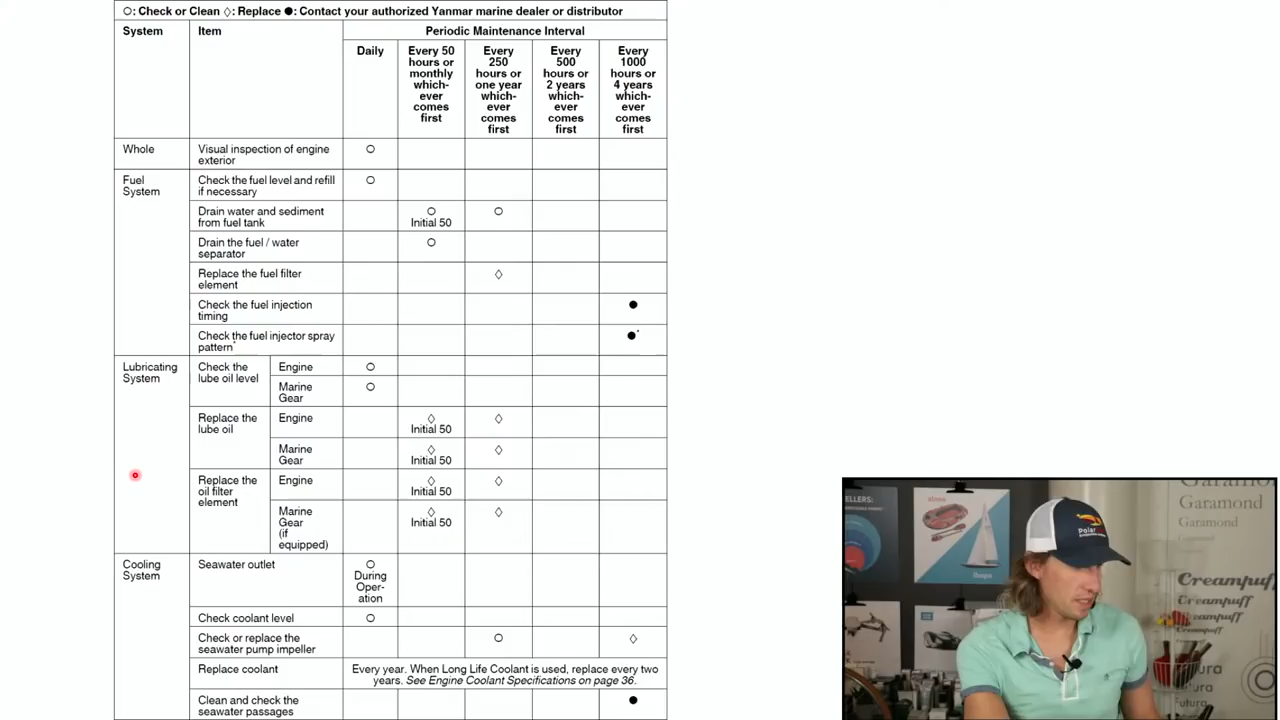 ○: Check or Clean ◊: Replace ●: Contact your authorized Yanmar marine dealer or distributor
System
Item
Periodic Maintenance Interval
Daily
Every 50
hours or
monthly
which-
ever
comes
first
Every
250
hours or
one year
which-
ever
comes
first
Every
500
hours or
2 years
which-
ever
comes
first
Every
1000
hours or
4 years
which-
ever
comes
first
Whole
Visual inspection of engine
exterior
○
Fuel
System
Check the fuel level and refill
if necessary
○
Drain water and sediment
from fuel tank
○
Initial 50
○
Drain the fuel / water
separator
○
Replace the fuel filter
element
◊
Check the fuel injection
timing
●
Check the fuel injector spray
pattern*
●*
Lubricating
System
Check the
lube oil level
Engine
○
Marine
Gear
○
Replace the
lube oil
Engine
◊
Initial 50
◊
Marine
Gear
◊
Initial 50
◊
Replace the
oil filter
element
Engine
◊
Initial 50
◊
Marine
Gear
(if
equipped)
◊
Initial 50
◊
Cooling
System
Seawater outlet
○
During
Oper-
ation
Check coolant level
○
Check or replace the
seawater pump impeller
○
◊
Replace coolant
Every year. When Long Life Coolant is used, replace every two
years. See Engine Coolant Specifications on page 36.
Clean and check the
seawater passages
●
Garamond
Garamond
Garamond
Creampuff
Creampuff
Futura
Futura
Polar